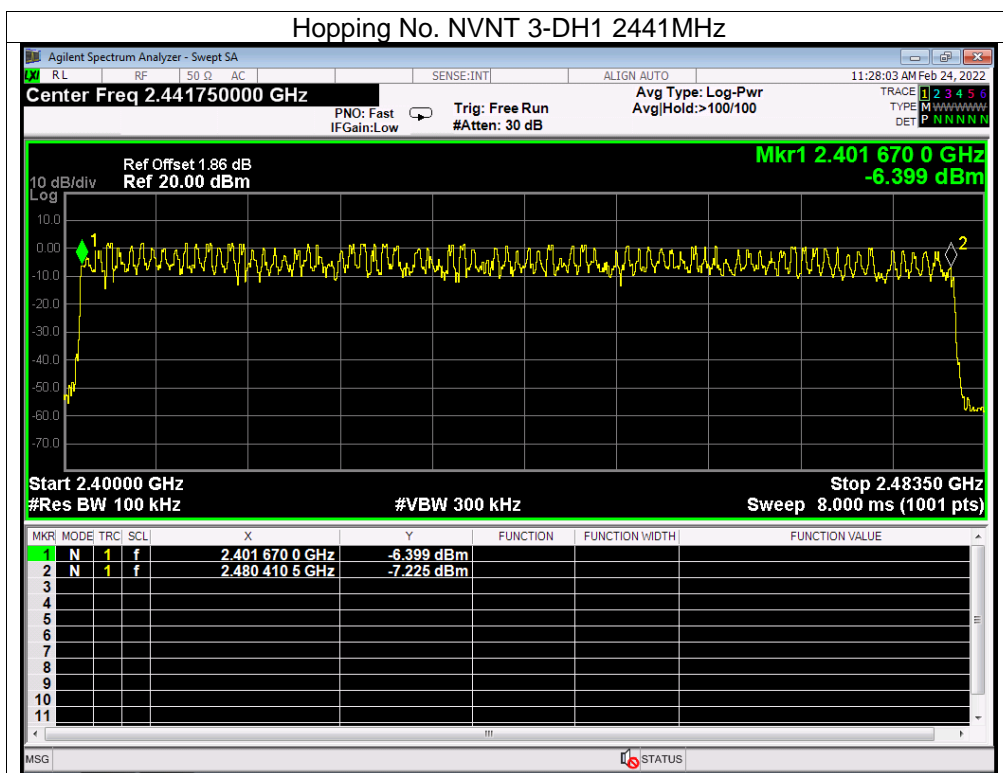 Hopping No. NVNT 3-DH1 2441MHz
Agilent Spectrum Analyzer - Swept SA
LXI RL RF 50 Ω AC SENSE:INT ALIGN AUTO 11:28:03 AM Feb 24, 2022
Center Freq 2.441750000 GHz
PNO: Fast
IFGain:Low
Trig: Free Run
#Atten: 30 dB
Avg Type: Log-Pwr
Avg|Hold:>100/100
TRACE 1 2 3 4 5 6
TYPE M WWWWW
DET P N N N N N
Mkr1 2.401 670 0 GHz
-6.399 dBm
Ref Offset 1.86 dB
10 dB/div Ref 20.00 dBm
Log
10.0
0.00
-10.0
-20.0
-30.0
-40.0
-50.0
-60.0
-70.0
1
2
Start 2.40000 GHz Stop 2.48350 GHz
#Res BW 100 kHz #VBW 300 kHz Sweep 8.000 ms (1001 pts)
MKR MODE TRC SCL X Y FUNCTION FUNCTION WIDTH FUNCTION VALUE
1 N 1 f 2.401 670 0 GHz -6.399 dBm
2 N 1 f 2.480 410 5 GHz -7.225 dBm
3
4
5
6
7
8
9
10
11
MSG STATUS